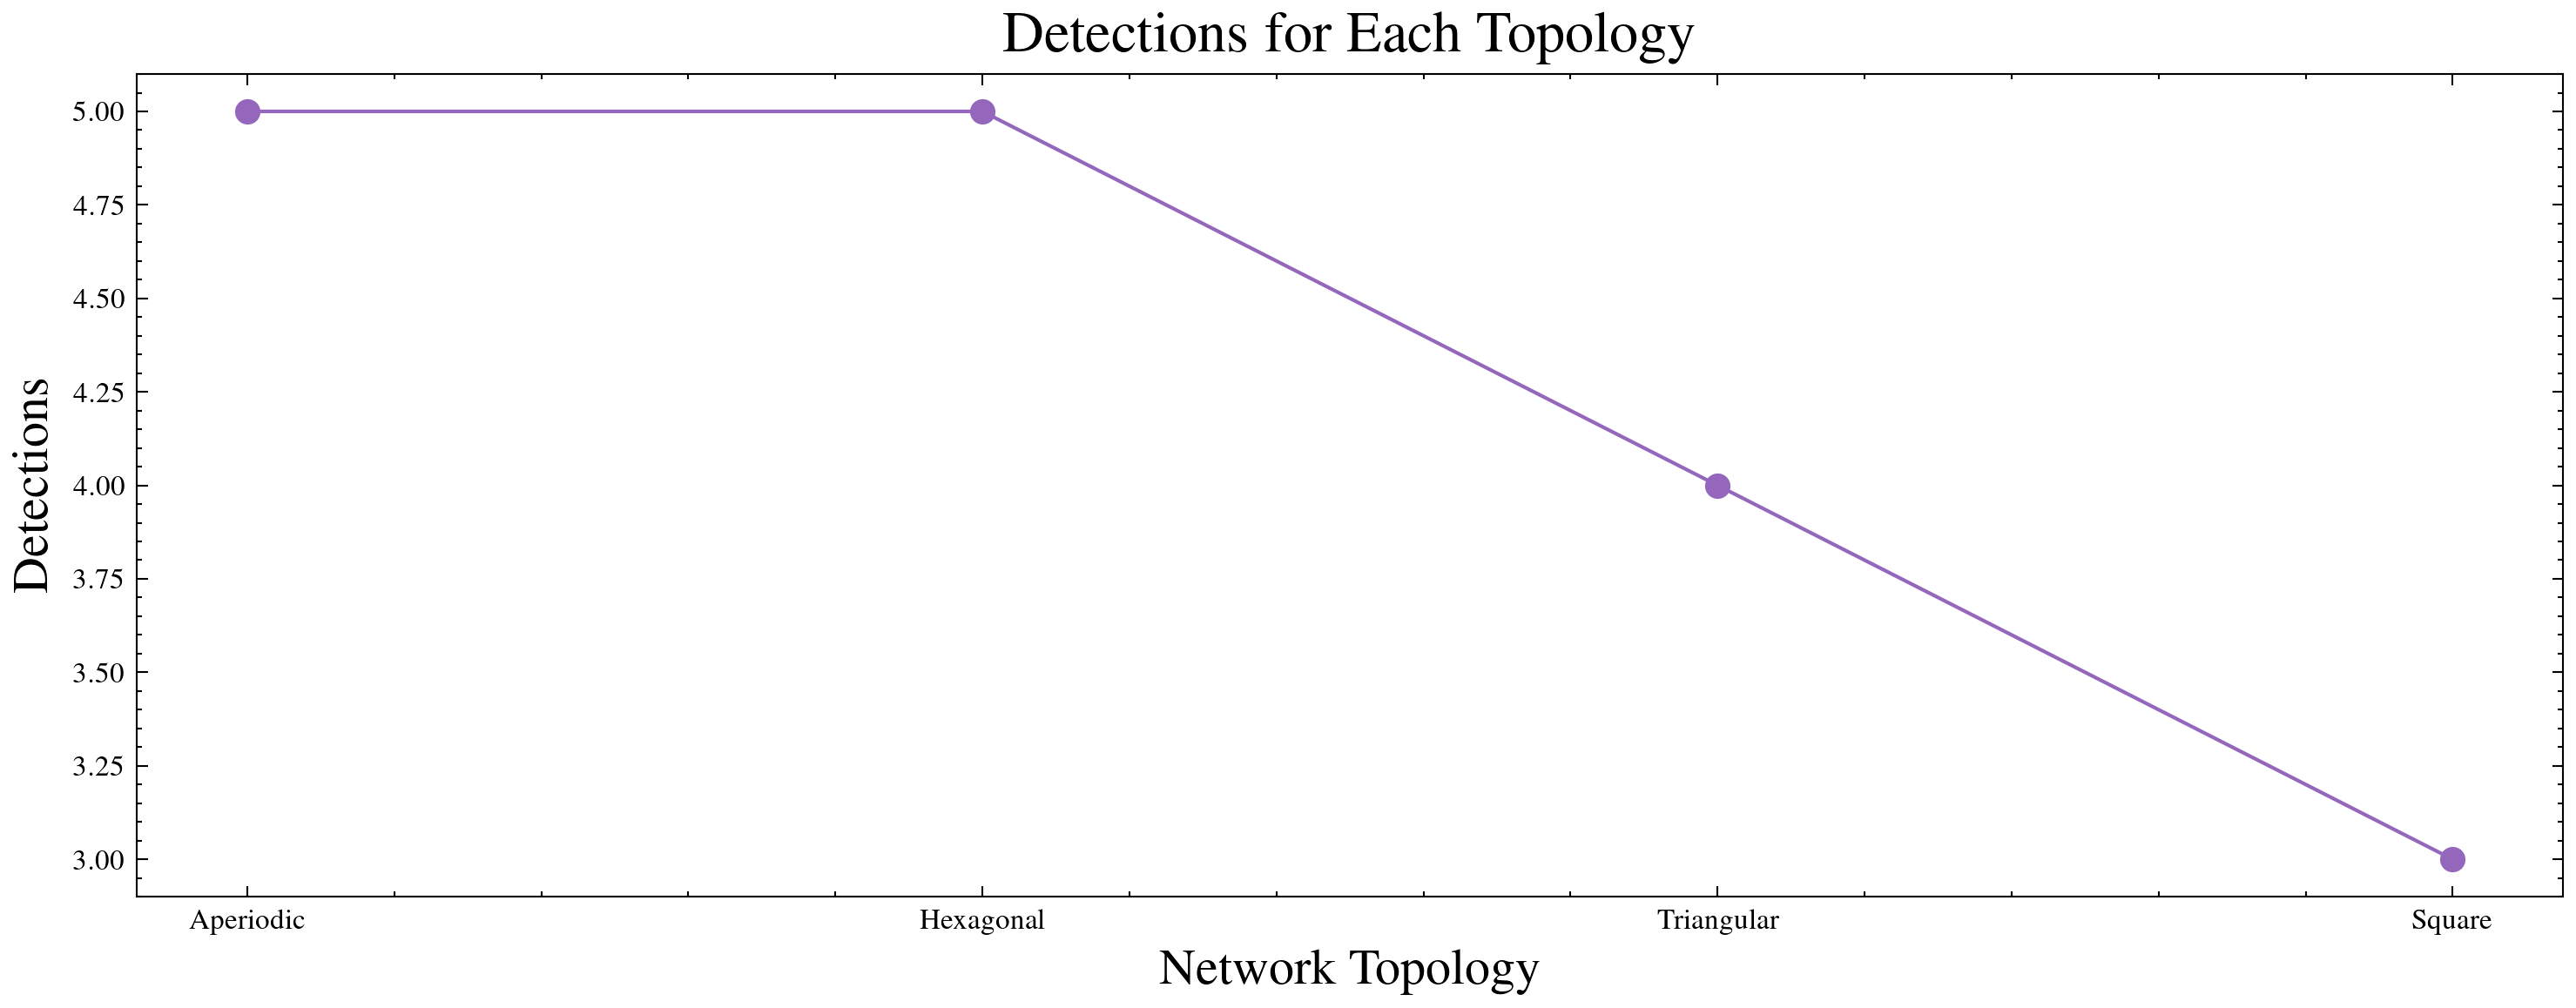 Detections for Each Topology
Detections
5.00
4.75
4.50
4.25
4.00
3.75
3.50
3.25
3.00
Aperiodic
Hexagonal
Triangular
Square
Network Topology